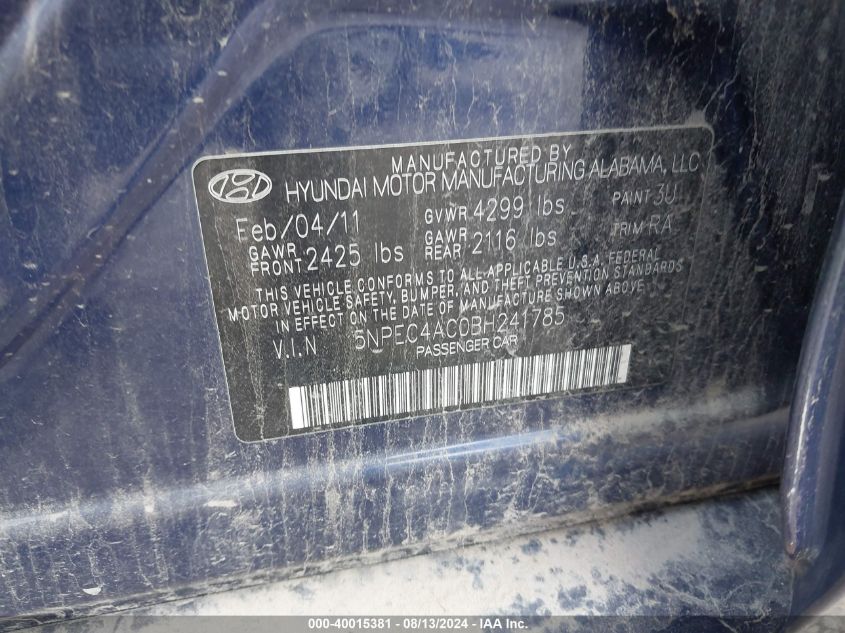 MANUFACTURED BY
HYUNDAI MOTOR MANUFACTURING ALABAMA, LLC
Feb/04/11 GVWR 4299 lbs PAINT 3U
GAWR FRONT 2425 lbs GAWR REAR 2116 lbs TRIM RA
THIS VEHICLE CONFORMS TO ALL APPLICABLE U.S.A. FEDERAL
MOTOR VEHICLE SAFETY, BUMPER, AND THEFT PREVENTION STANDARDS
IN EFFECT ON THE DATE OF MANUFACTURE SHOWN ABOVE
V.I.N 5NPEC4AC0BH241785
PASSENGER CAR
000-40015381 - 08/13/2024 - IAA Inc.